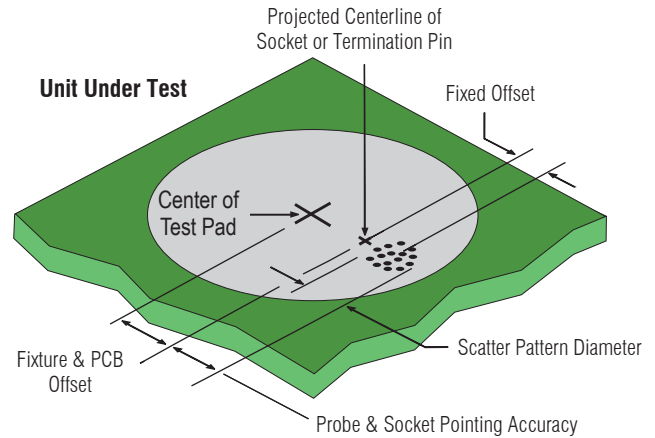 Projected Centerline of
Socket or Termination Pin
Unit Under Test
Fixed Offset
Center of
Test Pad
Scatter Pattern Diameter
Fixture & PCB
Offset
Probe & Socket Pointing Accuracy